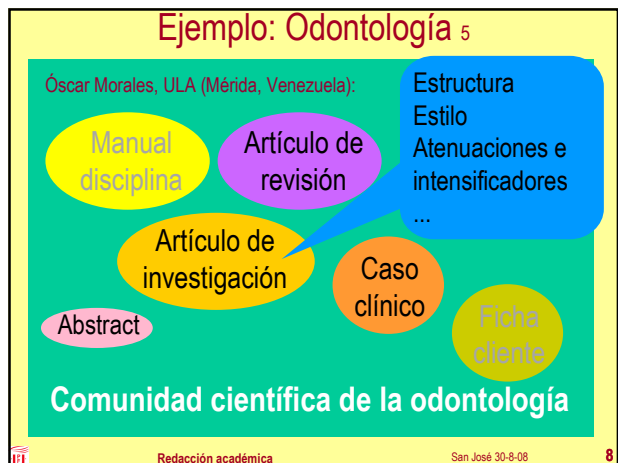 Ejemplo: Odontología 5
Óscar Morales, ULA (Mérida, Venezuela):
Estructura
Estilo
Atenuaciones e
intensificadores
...
Manual
disciplina
Artículo de
revisión
Artículo de
investigación
Caso
clínico
Abstract
Ficha
cliente
Comunidad científica de la odontología
Redacción académica
San José 30-8-08
8